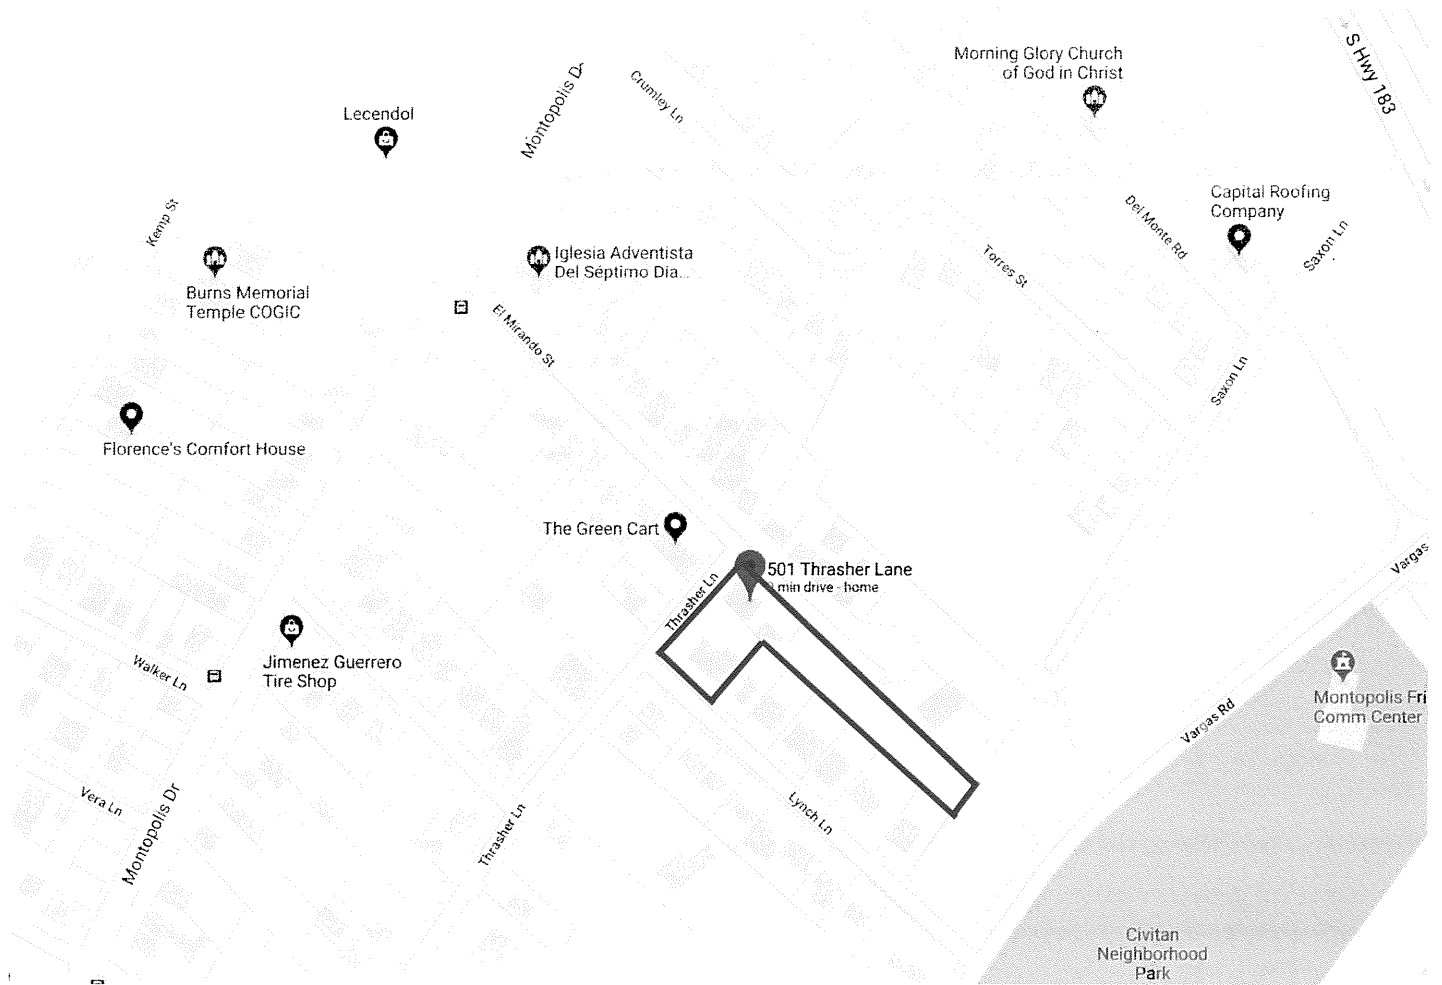 Morning Glory Church
of God in Christ
S Hwy 183
Montopolis
Crumley Ln
Lecendol
Capital Roofing
Company
Del Monte Rd
Saxon Ln
Kemp St
Iglesia Adventista
Del Séptimo Dia...
Torres St
Burns Memorial
Temple COGIC
El Mirando St
Saxon Ln
Florence's Comfort House
The Green Cart
501 Thrasher Lane
min drive - home
Vargas
Thrasher Ln
Jimenez Guerrero
Tire Shop
Walker Ln
Montopolis Fri
Comm Center
Vargas Rd
Vera Ln
Montopolis Dr
Thrasher Ln
Lynch Ln
Civitan
Neighborhood
Park